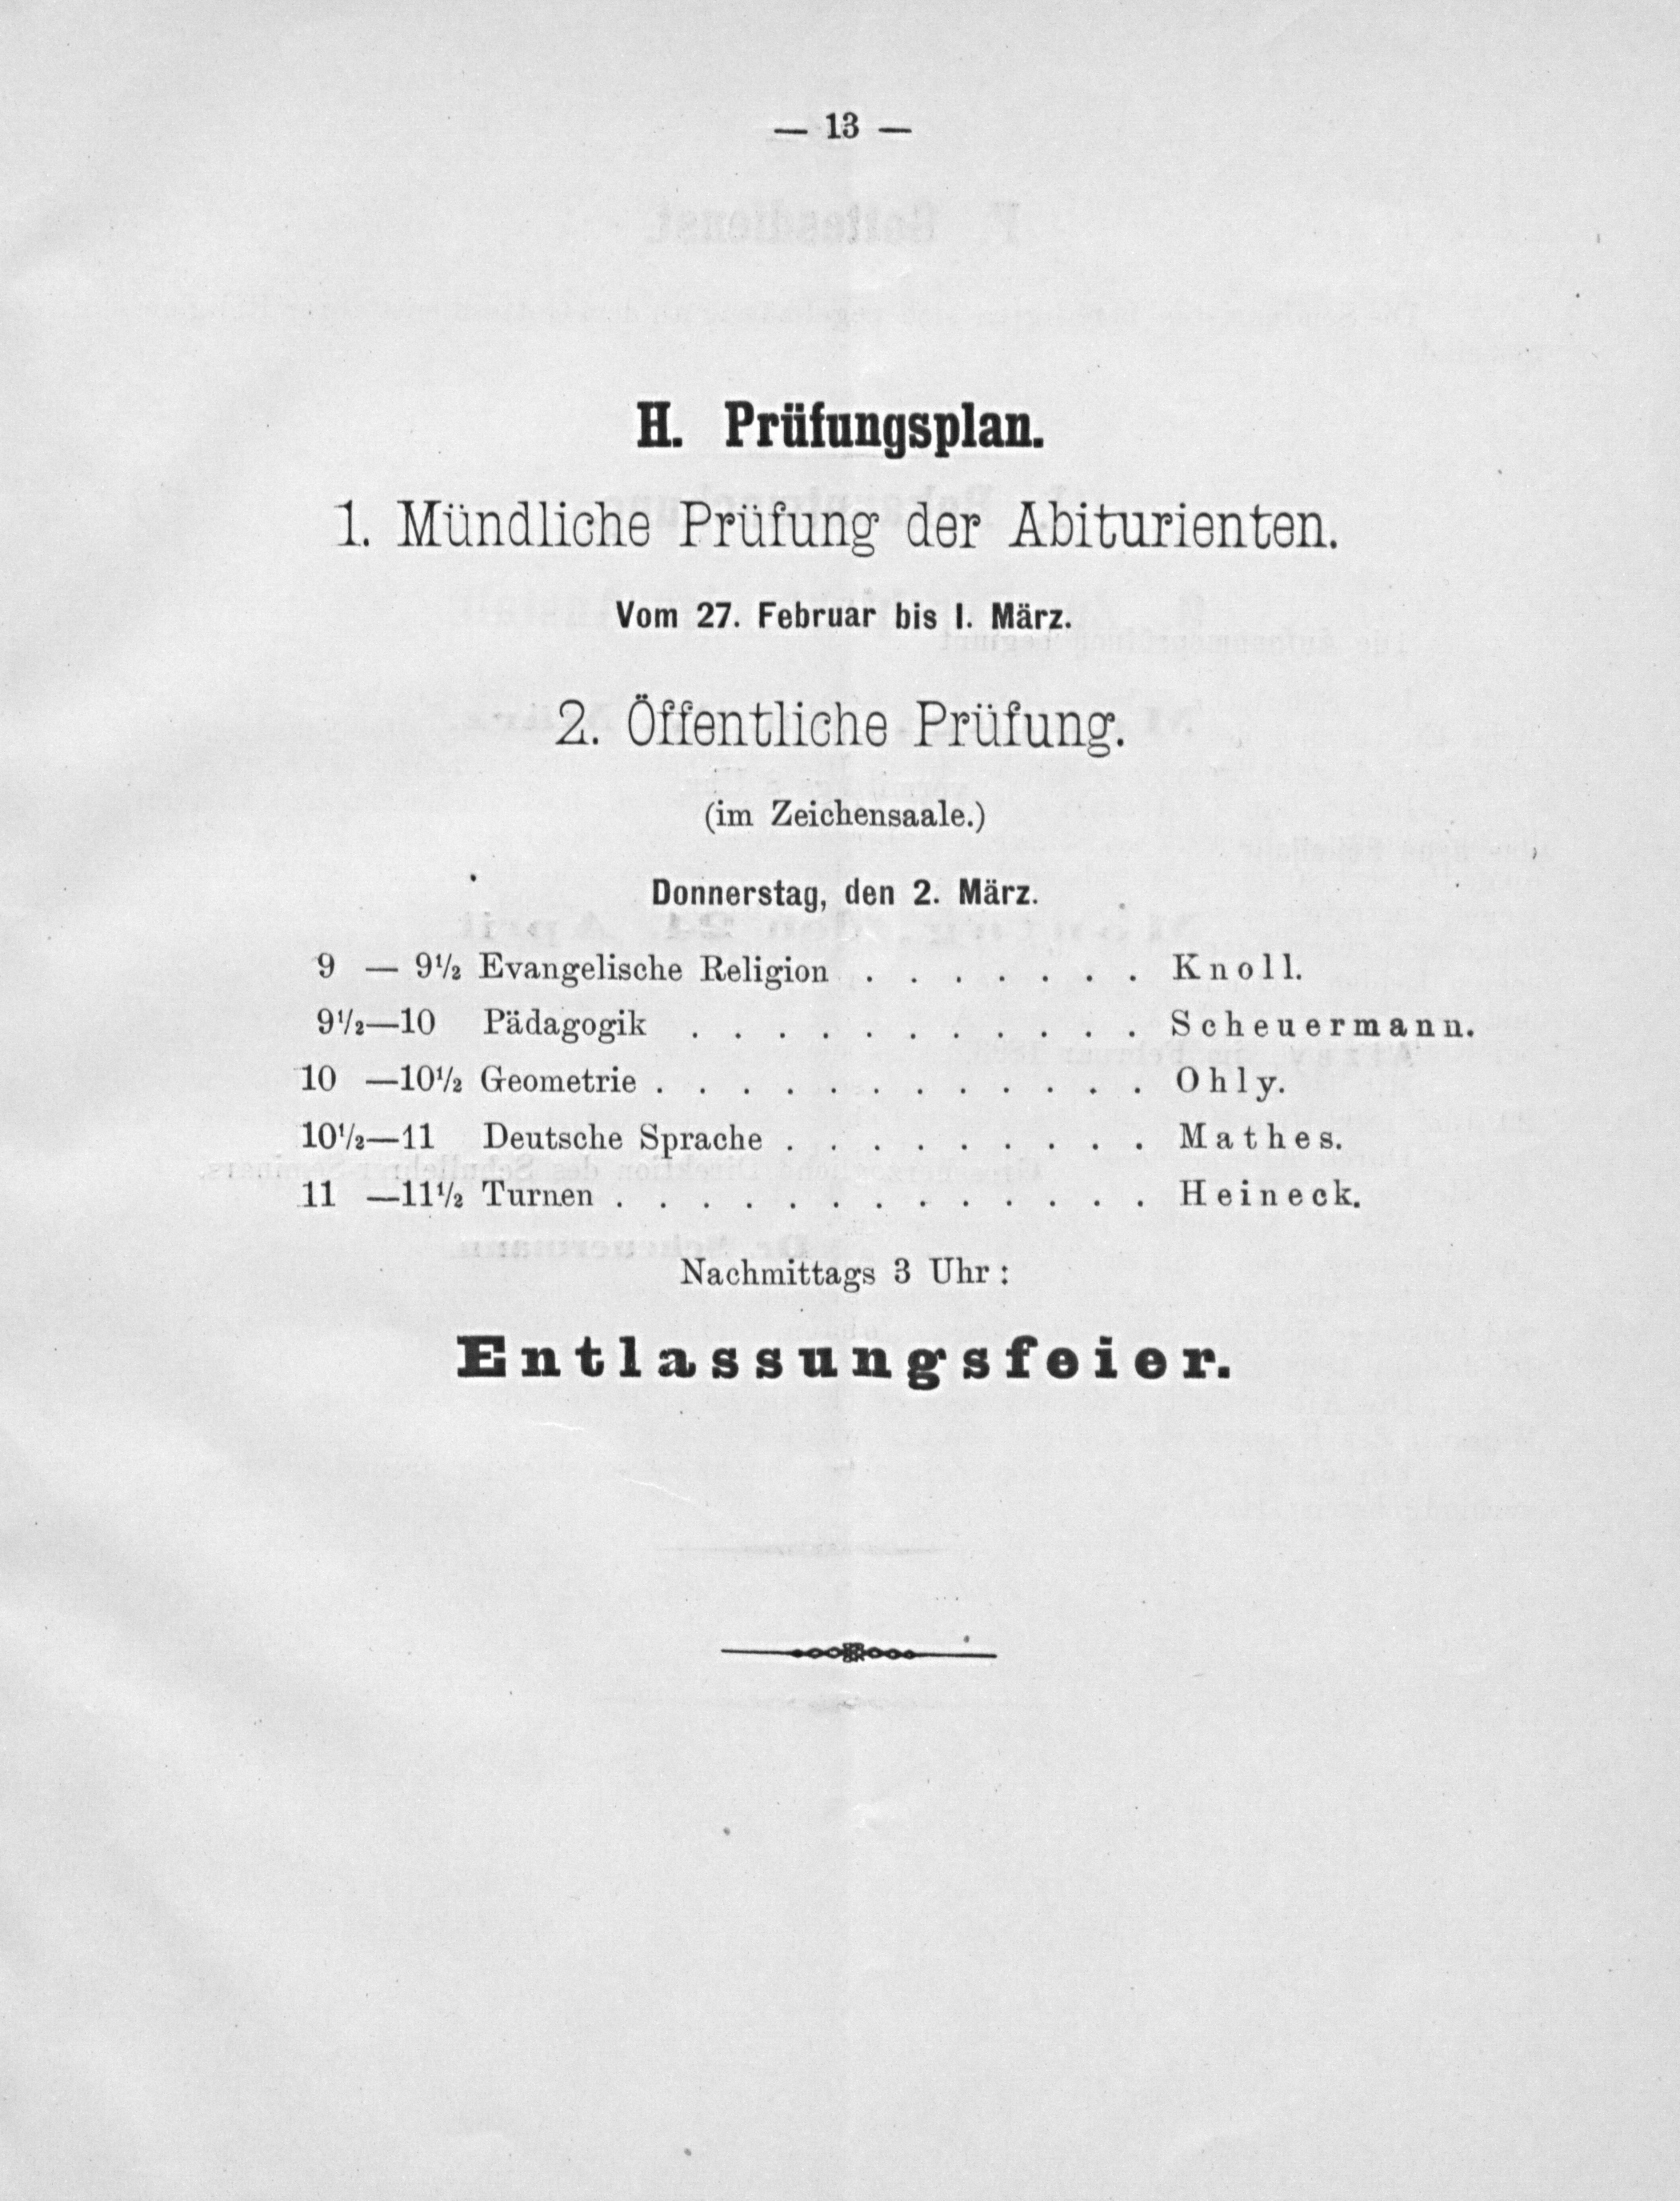 — 13 —
H. Prüfungsplan.
1. Mündliche Prüfung der Abiturienten.
Vom 27. Februar bis 1. März.
2. Öffentliche Prüfung.
(im Zeichensaale.)
Donnerstag, den 2. März.
9 — 9½ Evangelische Religion . . . . . . . Knoll.
9½—10 Pädagogik . . . . . . . . . . . Scheuermann.
10 —10½ Geometrie . . . . . . . . . . . . Ohly.
10½—11 Deutsche Sprache . . . . . . . . . Mathes.
11 —11½ Turnen . . . . . . . . . . . . . Heineck.
Nachmittags 3 Uhr :
Entlassungsfeier.